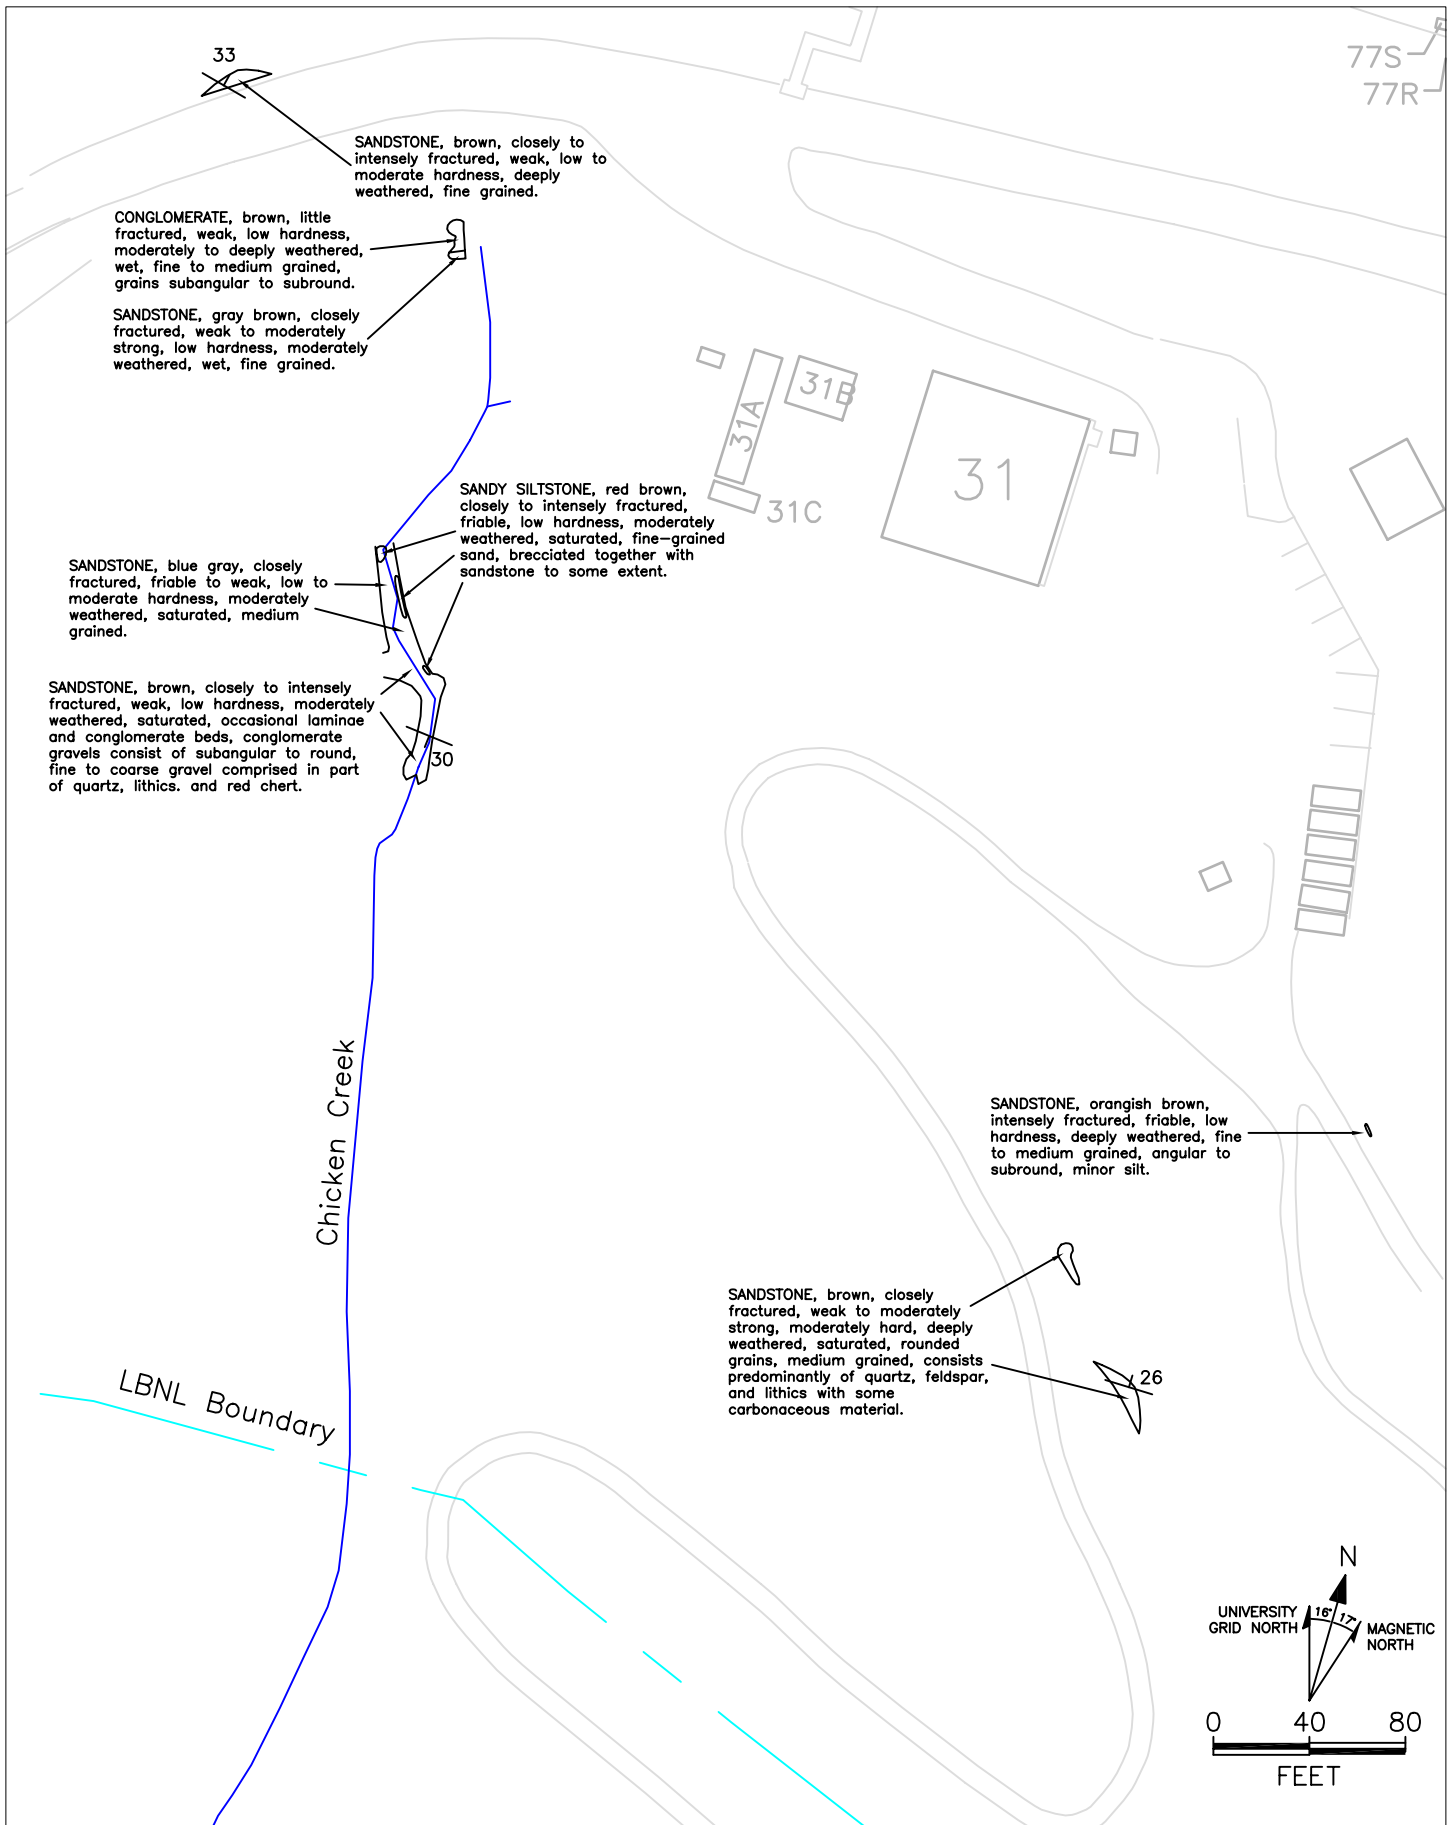 33
77S
77R
SANDSTONE, brown, closely to
intensely fractured, weak, low to
moderate hardness, deeply
weathered, fine grained.
CONGLOMERATE, brown, little
fractured, weak, low hardness,
moderately to deeply weathered,
wet, fine to medium grained,
grains subangular to subround.
SANDSTONE, gray brown, closely
fractured, weak to moderately
strong, low hardness, moderately
weathered, wet, fine grained.
31A
31B
31
31C
SANDY SILTSTONE, red brown,
closely to intensely fractured,
friable, low hardness, moderately
weathered, saturated, fine-grained
sand, brecciated together with
sandstone to some extent.
SANDSTONE, blue gray, closely
fractured, friable to weak, low to
moderate hardness, moderately
weathered, saturated, medium
grained.
SANDSTONE, brown, closely to intensely
fractured, weak, low hardness, moderately
weathered, saturated, occasional laminae
and conglomerate beds, conglomerate
gravels consist of subangular to round,
fine to coarse gravel comprised in part
of quartz, lithics. and red chert.
30
Chicken Creek
SANDSTONE, orangish brown,
intensely fractured, friable, low
hardness, deeply weathered, fine
to medium grained, angular to
subround, minor silt.
SANDSTONE, brown, closely
fractured, weak to moderately
strong, moderately hard, deeply
weathered, saturated, rounded
grains, medium grained, consists
predominantly of quartz, feldspar,
and lithics with some
carbonaceous material.
26
LBNL Boundary
N
UNIVERSITY
GRID NORTH
16°
17°
MAGNETIC
NORTH
0 40 80
FEET